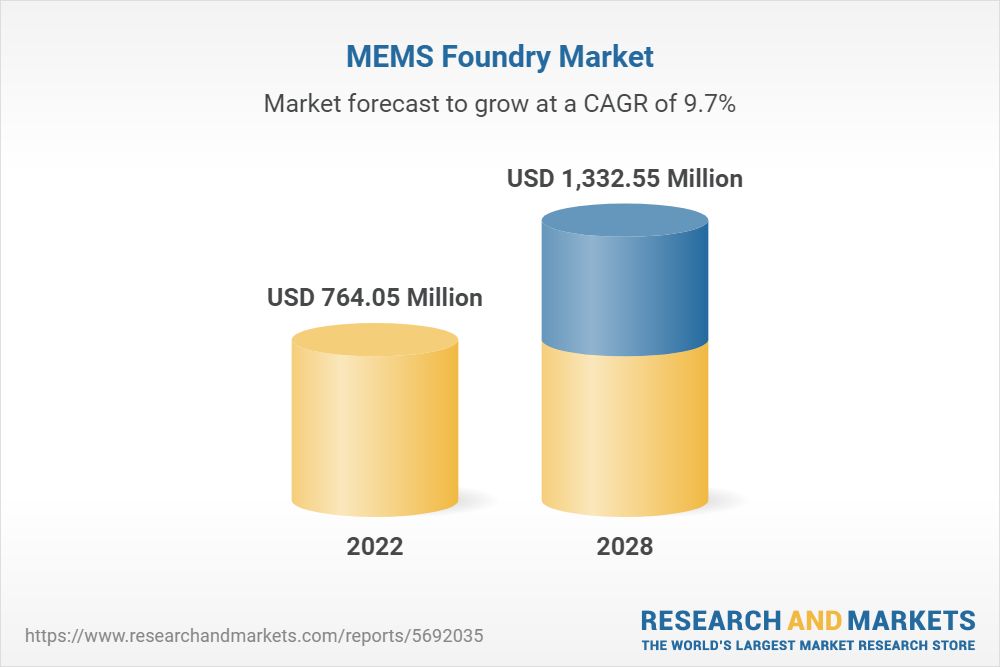 MEMS Foundry Market
Market forecast to grow at a CAGR of 9.7%
USD 1,332.55 Million
USD 764.05 Million
2022
2028
https://www.researchandmarkets.com/reports/5692035
RESEARCH AND MARKETS
THE WORLD'S LARGEST MARKET RESEARCH STORE